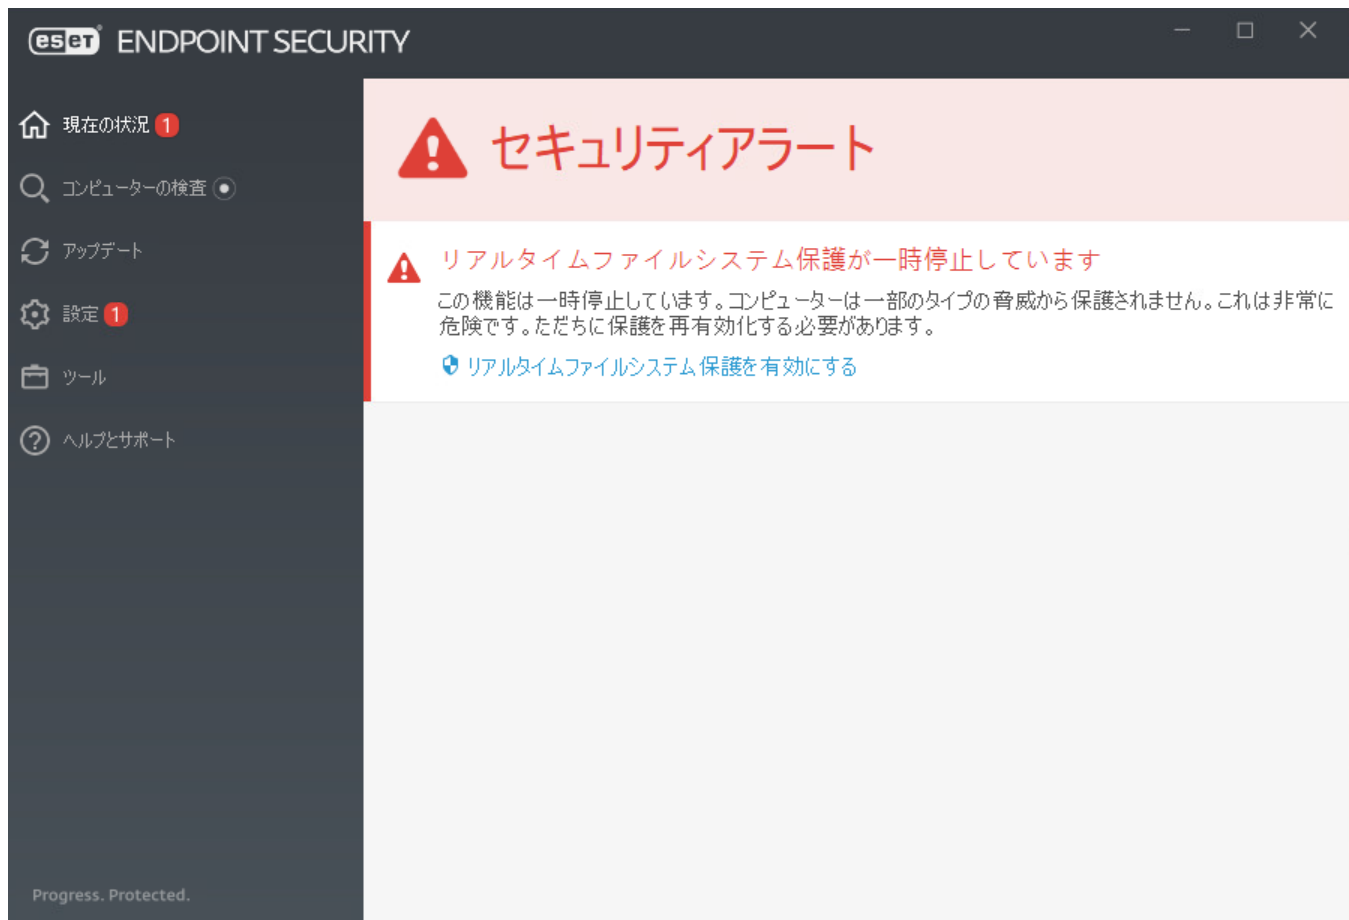 eset ENDPOINT SECURITY
現在の状況 1
コンピューターの検査
アップデート
設定 1
ツール
ヘルプとサポート
Progress. Protected.
セキュリティアラート
リアルタイムファイルシステム保護が一時停止しています
この機能は一時停止しています。コンピューターは一部のタイプの脅威から保護されません。これは非常に
危険です。ただちに保護を再有効化する必要があります。
リアルタイムファイルシステム保護を有効にする